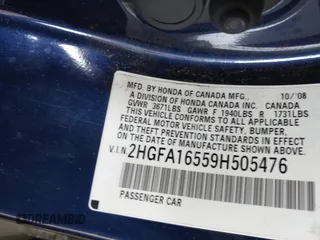 MFD. BY HONDA OF CANADA MFG., 10/'08
A DIVISION OF HONDA CANADA INC. CANADA
GVWR 3671LBS GAWR F 1940LBS R 1731LBS
THIS VEHICLE CONFORMS TO ALL APPLICABLE
FEDERAL MOTOR VEHICLE SAFETY, BUMPER,
AND THEFT PREVENTION STANDARDS IN EFFECT
ON THE DATE OF MANUFACTURE SHOWN ABOVE.
V.I.N. 2HGFA16559H505476
PASSENGER CAR
DREAMBID